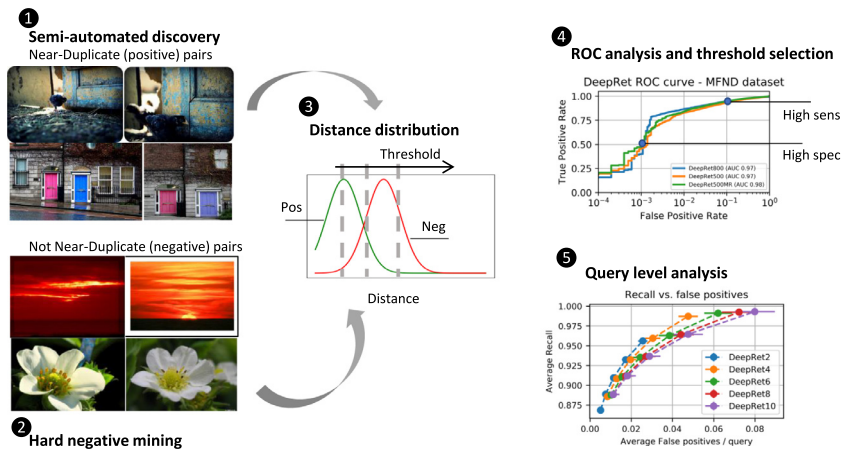 1
Semi-automated discovery
Near-Duplicate (positive) pairs
Not Near-Duplicate (negative) pairs
2
Hard negative mining
3
Distance distribution
Threshold
Pos
Neg
Distance
4
ROC analysis and threshold selection
DeepRet ROC curve - MFND dataset
True Positive Rate
1.00
0.75
0.50
0.25
0.00
High sens
High spec
DeepRet800 (AUC 0.97)
DeepRet500 (AUC 0.97)
DeepRet500MR (AUC 0.98)
10⁻⁴ 10⁻³ 10⁻² 10⁻¹ 10⁰
False Positive Rate
5
Query level analysis
Recall vs. false positives
Average Recall
1.000
0.975
0.950
0.925
0.900
0.875
DeepRet2
DeepRet4
DeepRet6
DeepRet8
DeepRet10
0.00 0.02 0.04 0.06 0.08
Average False positives / query